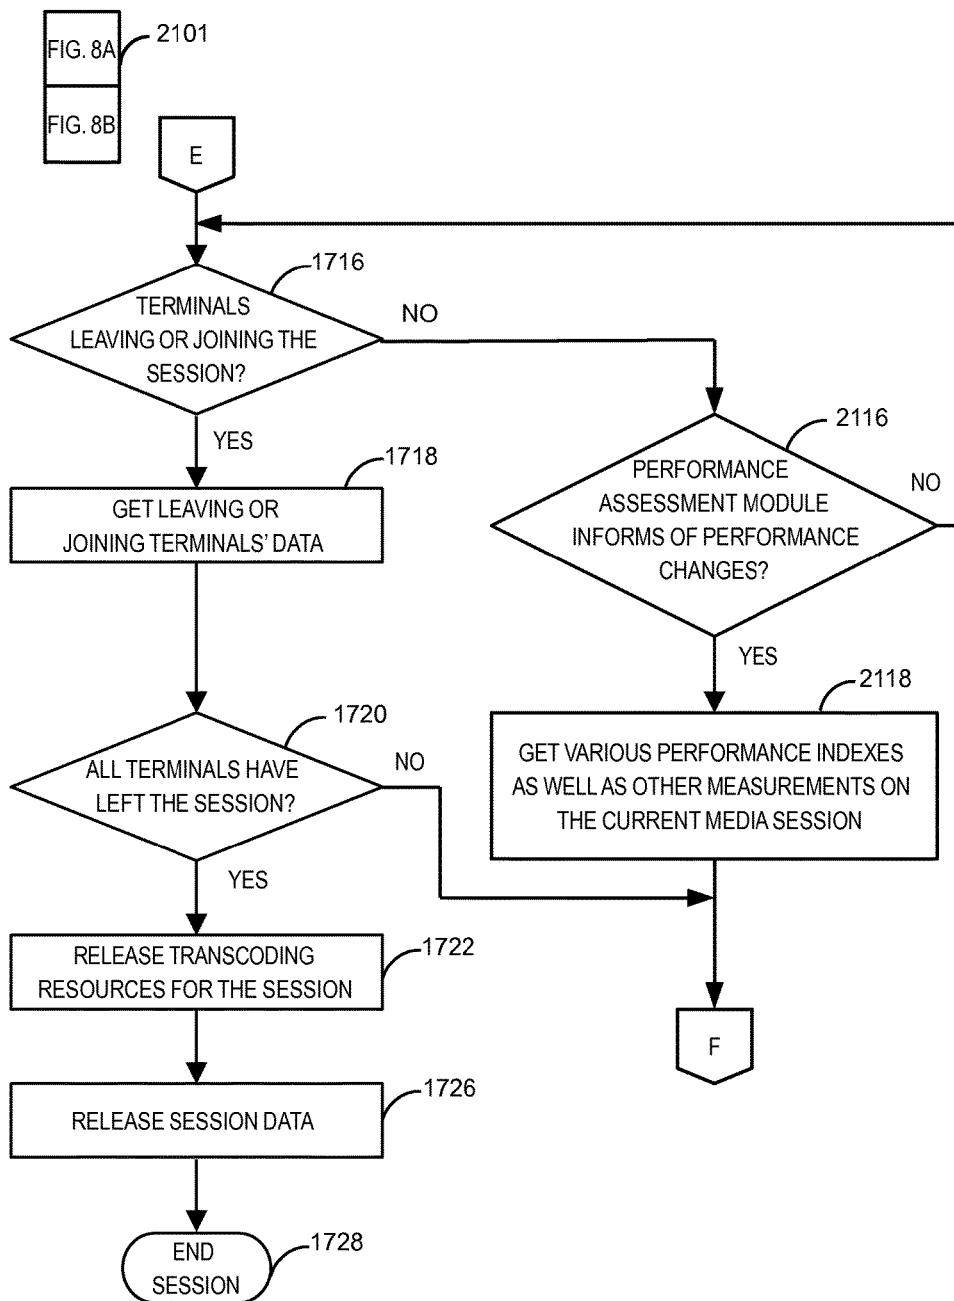 FIG. 8A
2101
FIG. 8B
E
1716
TERMINALS
LEAVING OR JOINING THE
SESSION?
NO
YES
1718
GET LEAVING OR
JOINING TERMINALS' DATA
2116
PERFORMANCE
ASSESSMENT MODULE
INFORMS OF PERFORMANCE
CHANGES?
NO
YES
2118
GET VARIOUS PERFORMANCE INDEXES
AS WELL AS OTHER MEASUREMENTS ON
THE CURRENT MEDIA SESSION
1720
ALL TERMINALS HAVE
LEFT THE SESSION?
NO
YES
RELEASE TRANSCODING
RESOURCES FOR THE SESSION
1722
F
RELEASE SESSION DATA
1726
END
SESSION
1728